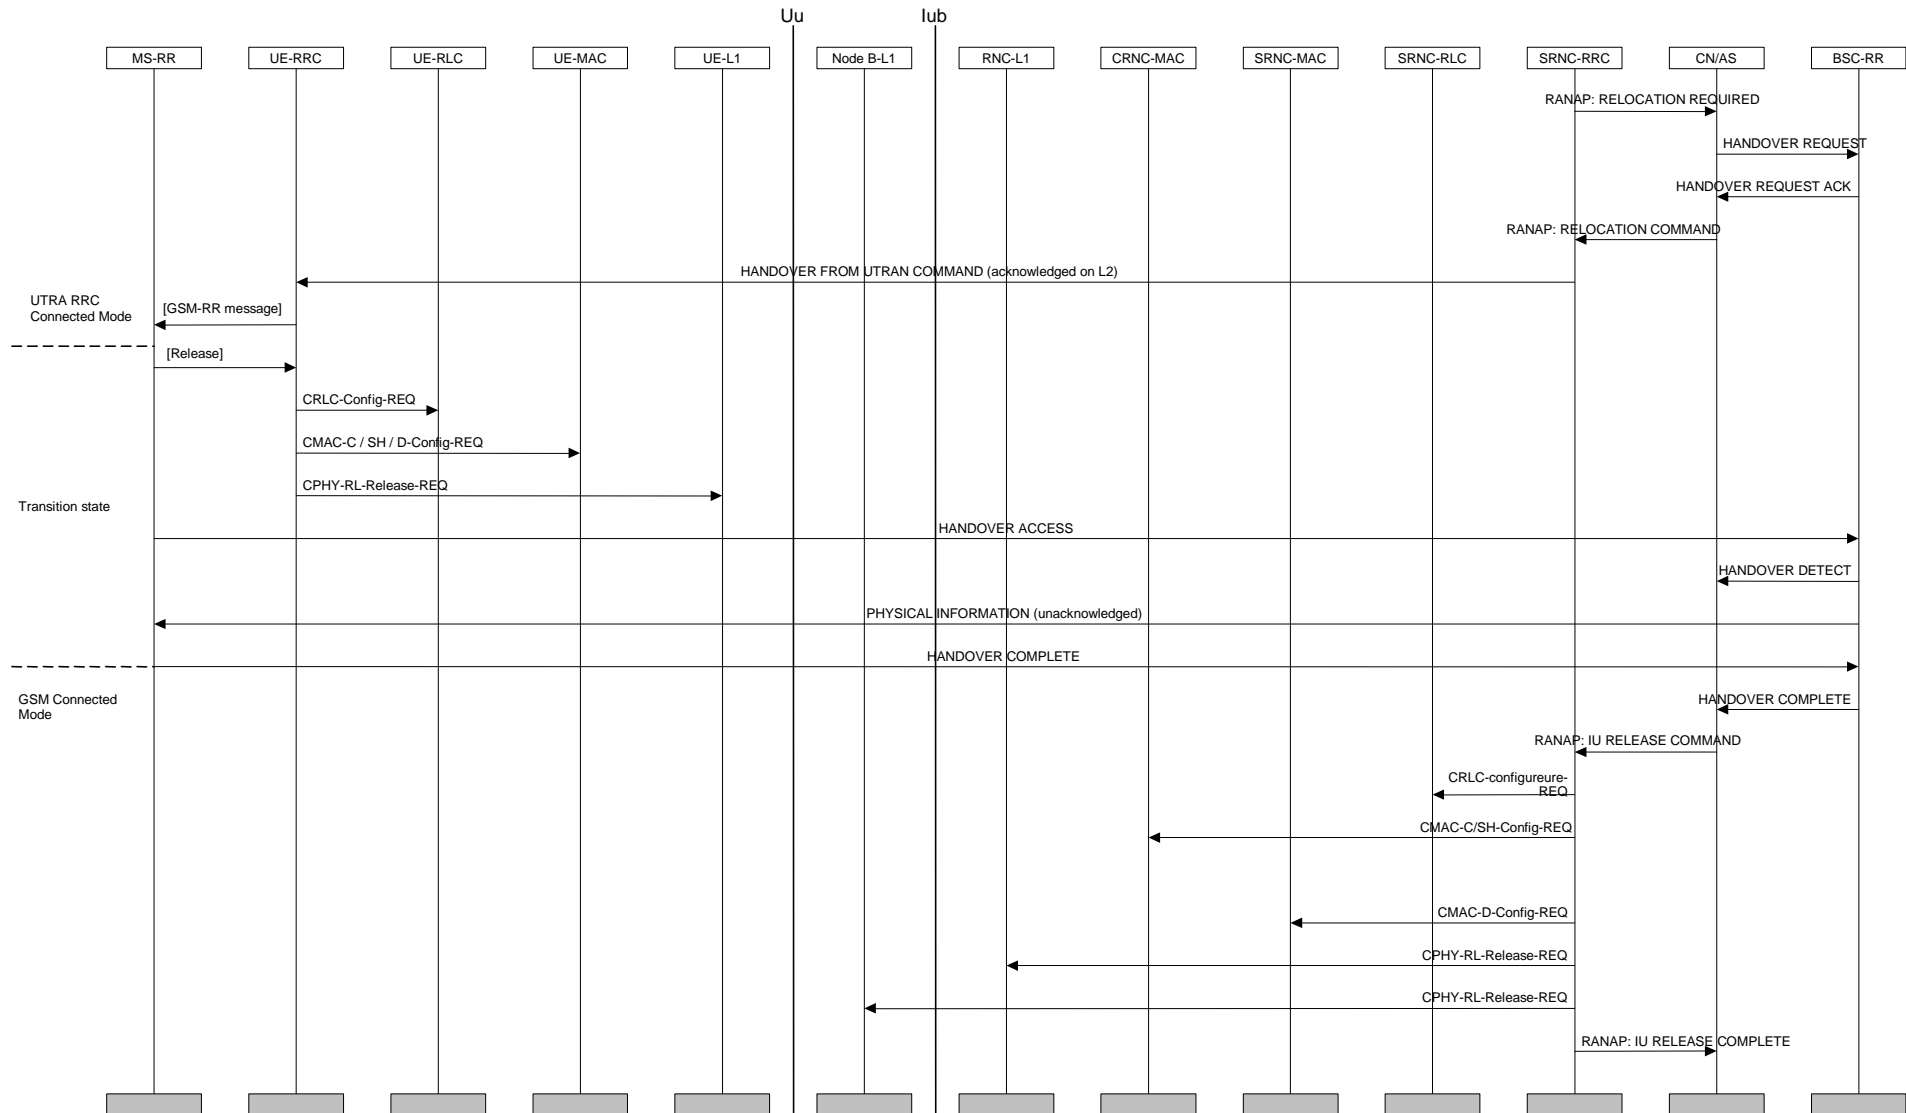 Uu
Iub
MS-RR
UE-RRC
UE-RLC
UE-MAC
UE-L1
Node B-L1
RNC-L1
CRNC-MAC
SRNC-MAC
SRNC-RLC
SRNC-RRC
CN/AS
BSC-RR
RANAP: RELOCATION REQUIRED
HANDOVER REQUEST
HANDOVER REQUEST ACK
RANAP: RELOCATION COMMAND
HANDOVER FROM UTRAN COMMAND (acknowledged on L2)
UTRA RRC
Connected Mode
[GSM-RR message]
[Release]
CRLC-Config-REQ
CMAC-C / SH / D-Config-REQ
CPHY-RL-Release-REQ
Transition state
HANDOVER ACCESS
HANDOVER DETECT
PHYSICAL INFORMATION (unacknowledged)
HANDOVER COMPLETE
GSM Connected
Mode
HANDOVER COMPLETE
RANAP: IU RELEASE COMMAND
CRLC-configureure-
REQ
CMAC-C/SH-Config-REQ
CMAC-D-Config-REQ
CPHY-RL-Release-REQ
CPHY-RL-Release-REQ
RANAP: IU RELEASE COMPLETE